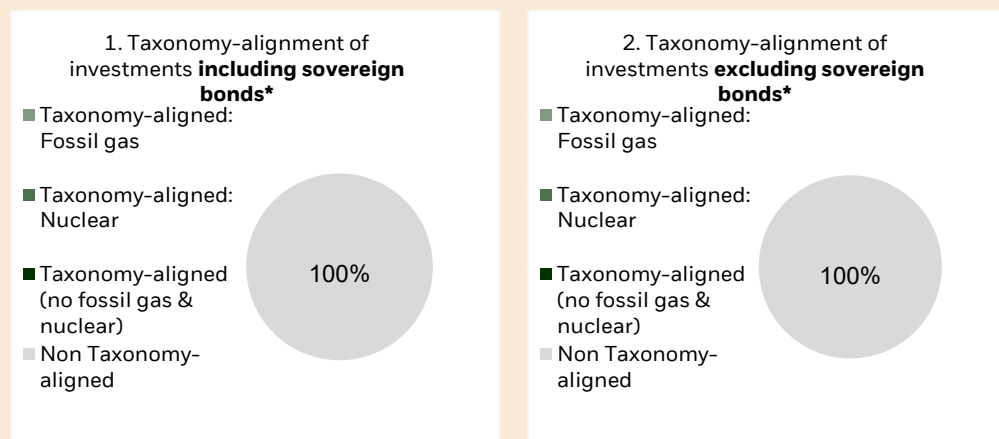 1. Taxonomy-alignment of
investments including sovereign
bonds*
Taxonomy-aligned:
Fossil gas
Taxonomy-aligned:
Nuclear
Taxonomy-aligned
(no fossil gas &
nuclear)
Non Taxonomy-
aligned
100%
2. Taxonomy-alignment of
investments excluding sovereign
bonds*
Taxonomy-aligned:
Fossil gas
Taxonomy-aligned:
Nuclear
Taxonomy-aligned
(no fossil gas &
nuclear)
Non Taxonomy-
aligned
100%